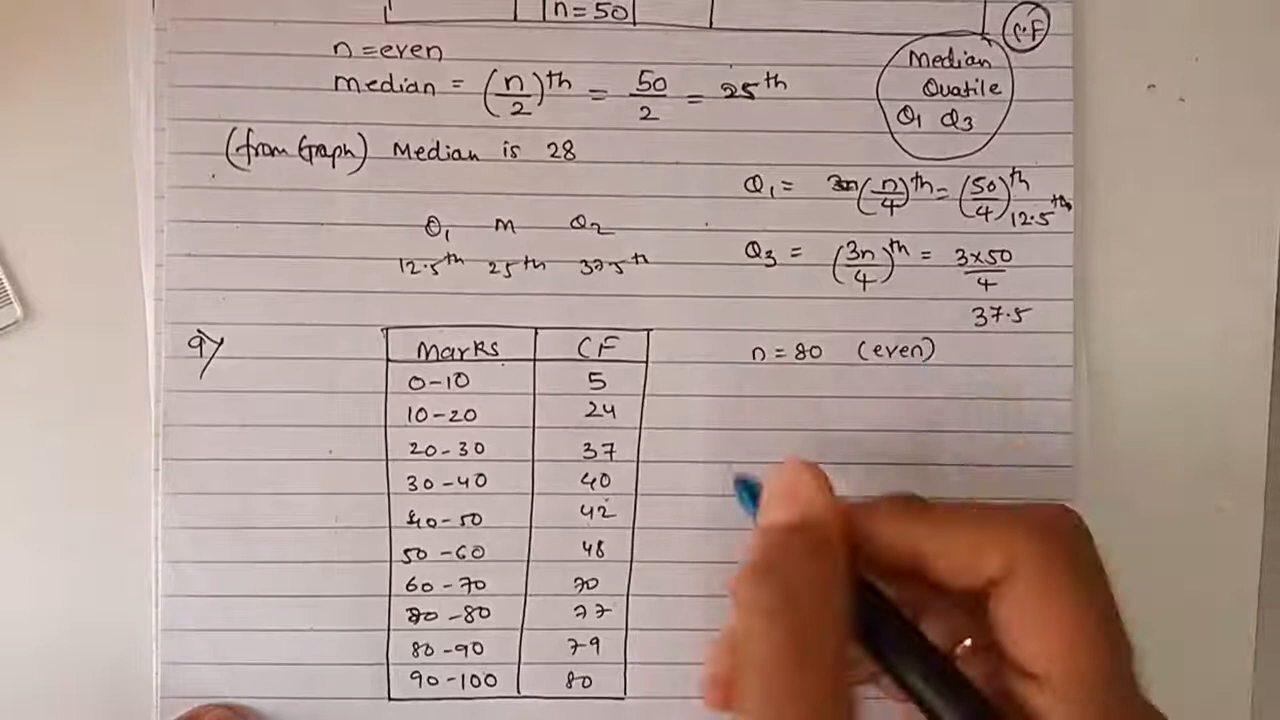 n=50
C.F
n = even
median = (n/2)th = 50/2 = 25th
Median
Quatile
Q1 Q3
(from Graph) Median is 28
Q1 = (n/4)th = (50/4)th 12.5th
Q1 M Q2
12.5th 25th 37.5th
Q3 = (3n/4)th = 3x50/4
37.5
9)
Marks CF
n = 80 (even)
0-10 5
10-20 24
20-30 37
30-40 40
40-50 42
50-60 48
60-70 70
70-80 77
80-90 79
90-100 80